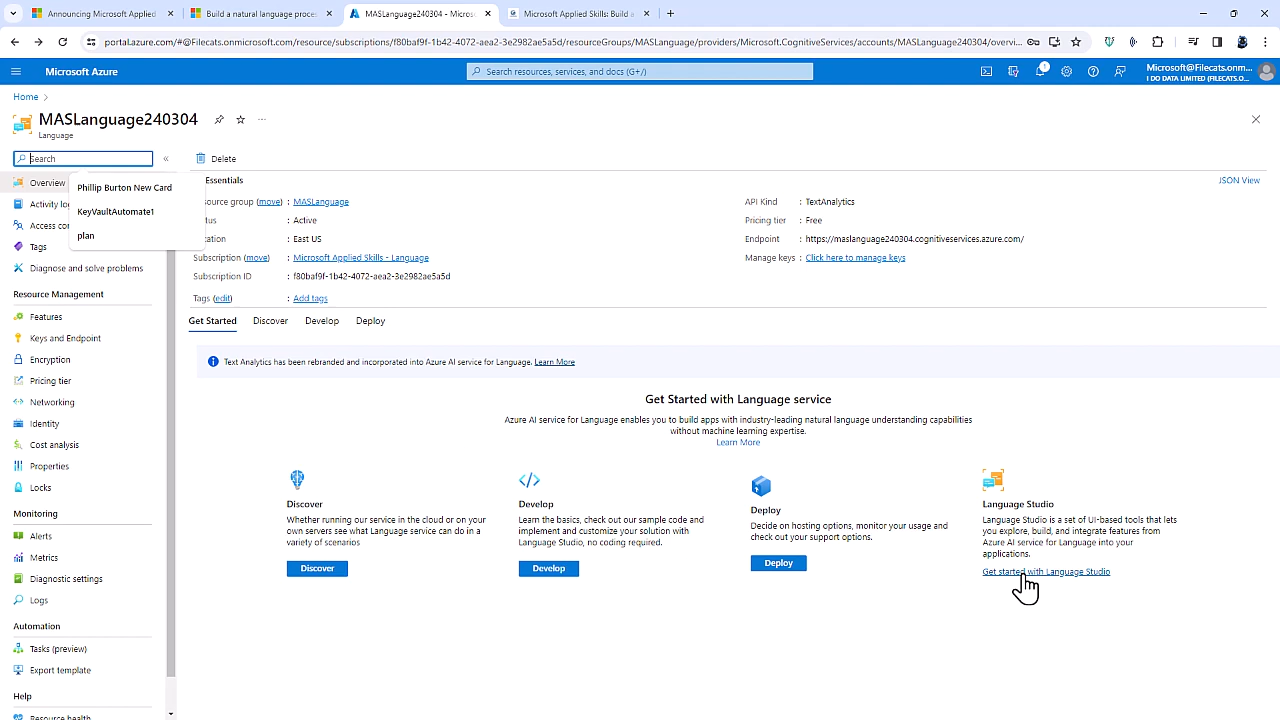 Announcing Microsoft Applied
Build a natural language proces
MASLanguage240304 - Micros
Microsoft Applied Skills: Build a
portal.azure.com/#@Filecats.onmicrosoft.com/resource/subscriptions/f80baf9f-1b42-4072-aea2-3e2982ae5a5d/resourceGroups/MASLanguage/providers/Microsoft.CognitiveServices/accounts/MASLanguage240304/overvi...
Microsoft Azure
Search resources, services, and docs (G+/)
1
Microsoft@Filecats.onm...
I DO DATA LIMITED (FILECATS.O...
Home
MASLanguage240304
Language
Search
Delete
Overview
Activity log
Access con
Tags
Diagnose and solve problems
Phillip Burton New Card
KeyVaultAutomate1
plan
Resource Management
Features
Keys and Endpoint
Encryption
Pricing tier
Networking
Identity
Cost analysis
Properties
Locks
Monitoring
Alerts
Metrics
Diagnostic settings
Logs
Automation
Tasks (preview)
Export template
Help
Resource health
Essentials
JSON View
source group (move) : MASLanguage
atus : Active
cation : East US
Subscription (move) : Microsoft Applied Skills - Language
Subscription ID : f80baf9f-1b42-4072-aea2-3e2982ae5a5d
Tags (edit) : Add tags
API Kind : TextAnalytics
Pricing tier : Free
Endpoint : https://maslanguage240304.cognitiveservices.azure.com/
Manage keys : Click here to manage keys
Get Started
Discover
Develop
Deploy
Text Analytics has been rebranded and incorporated into Azure AI service for Language. Learn More
Get Started with Language service
Azure AI service for Language enables you to build apps with industry-leading natural language understanding capabilities
without machine learning expertise.
Learn More
Discover
Whether running our service in the cloud or on your
own servers see what Language service can do in a
variety of scenarios
Discover
Develop
Learn the basics, check out our sample code and
implement and customize your solution with
Language Studio, no coding required.
Develop
Deploy
Decide on hosting options, monitor your usage and
check out your support options.
Deploy
Language Studio
Language Studio is a set of UI-based tools that lets
you explore, build, and integrate features from
Azure AI service for Language into your
applications.
Get started with Language Studio